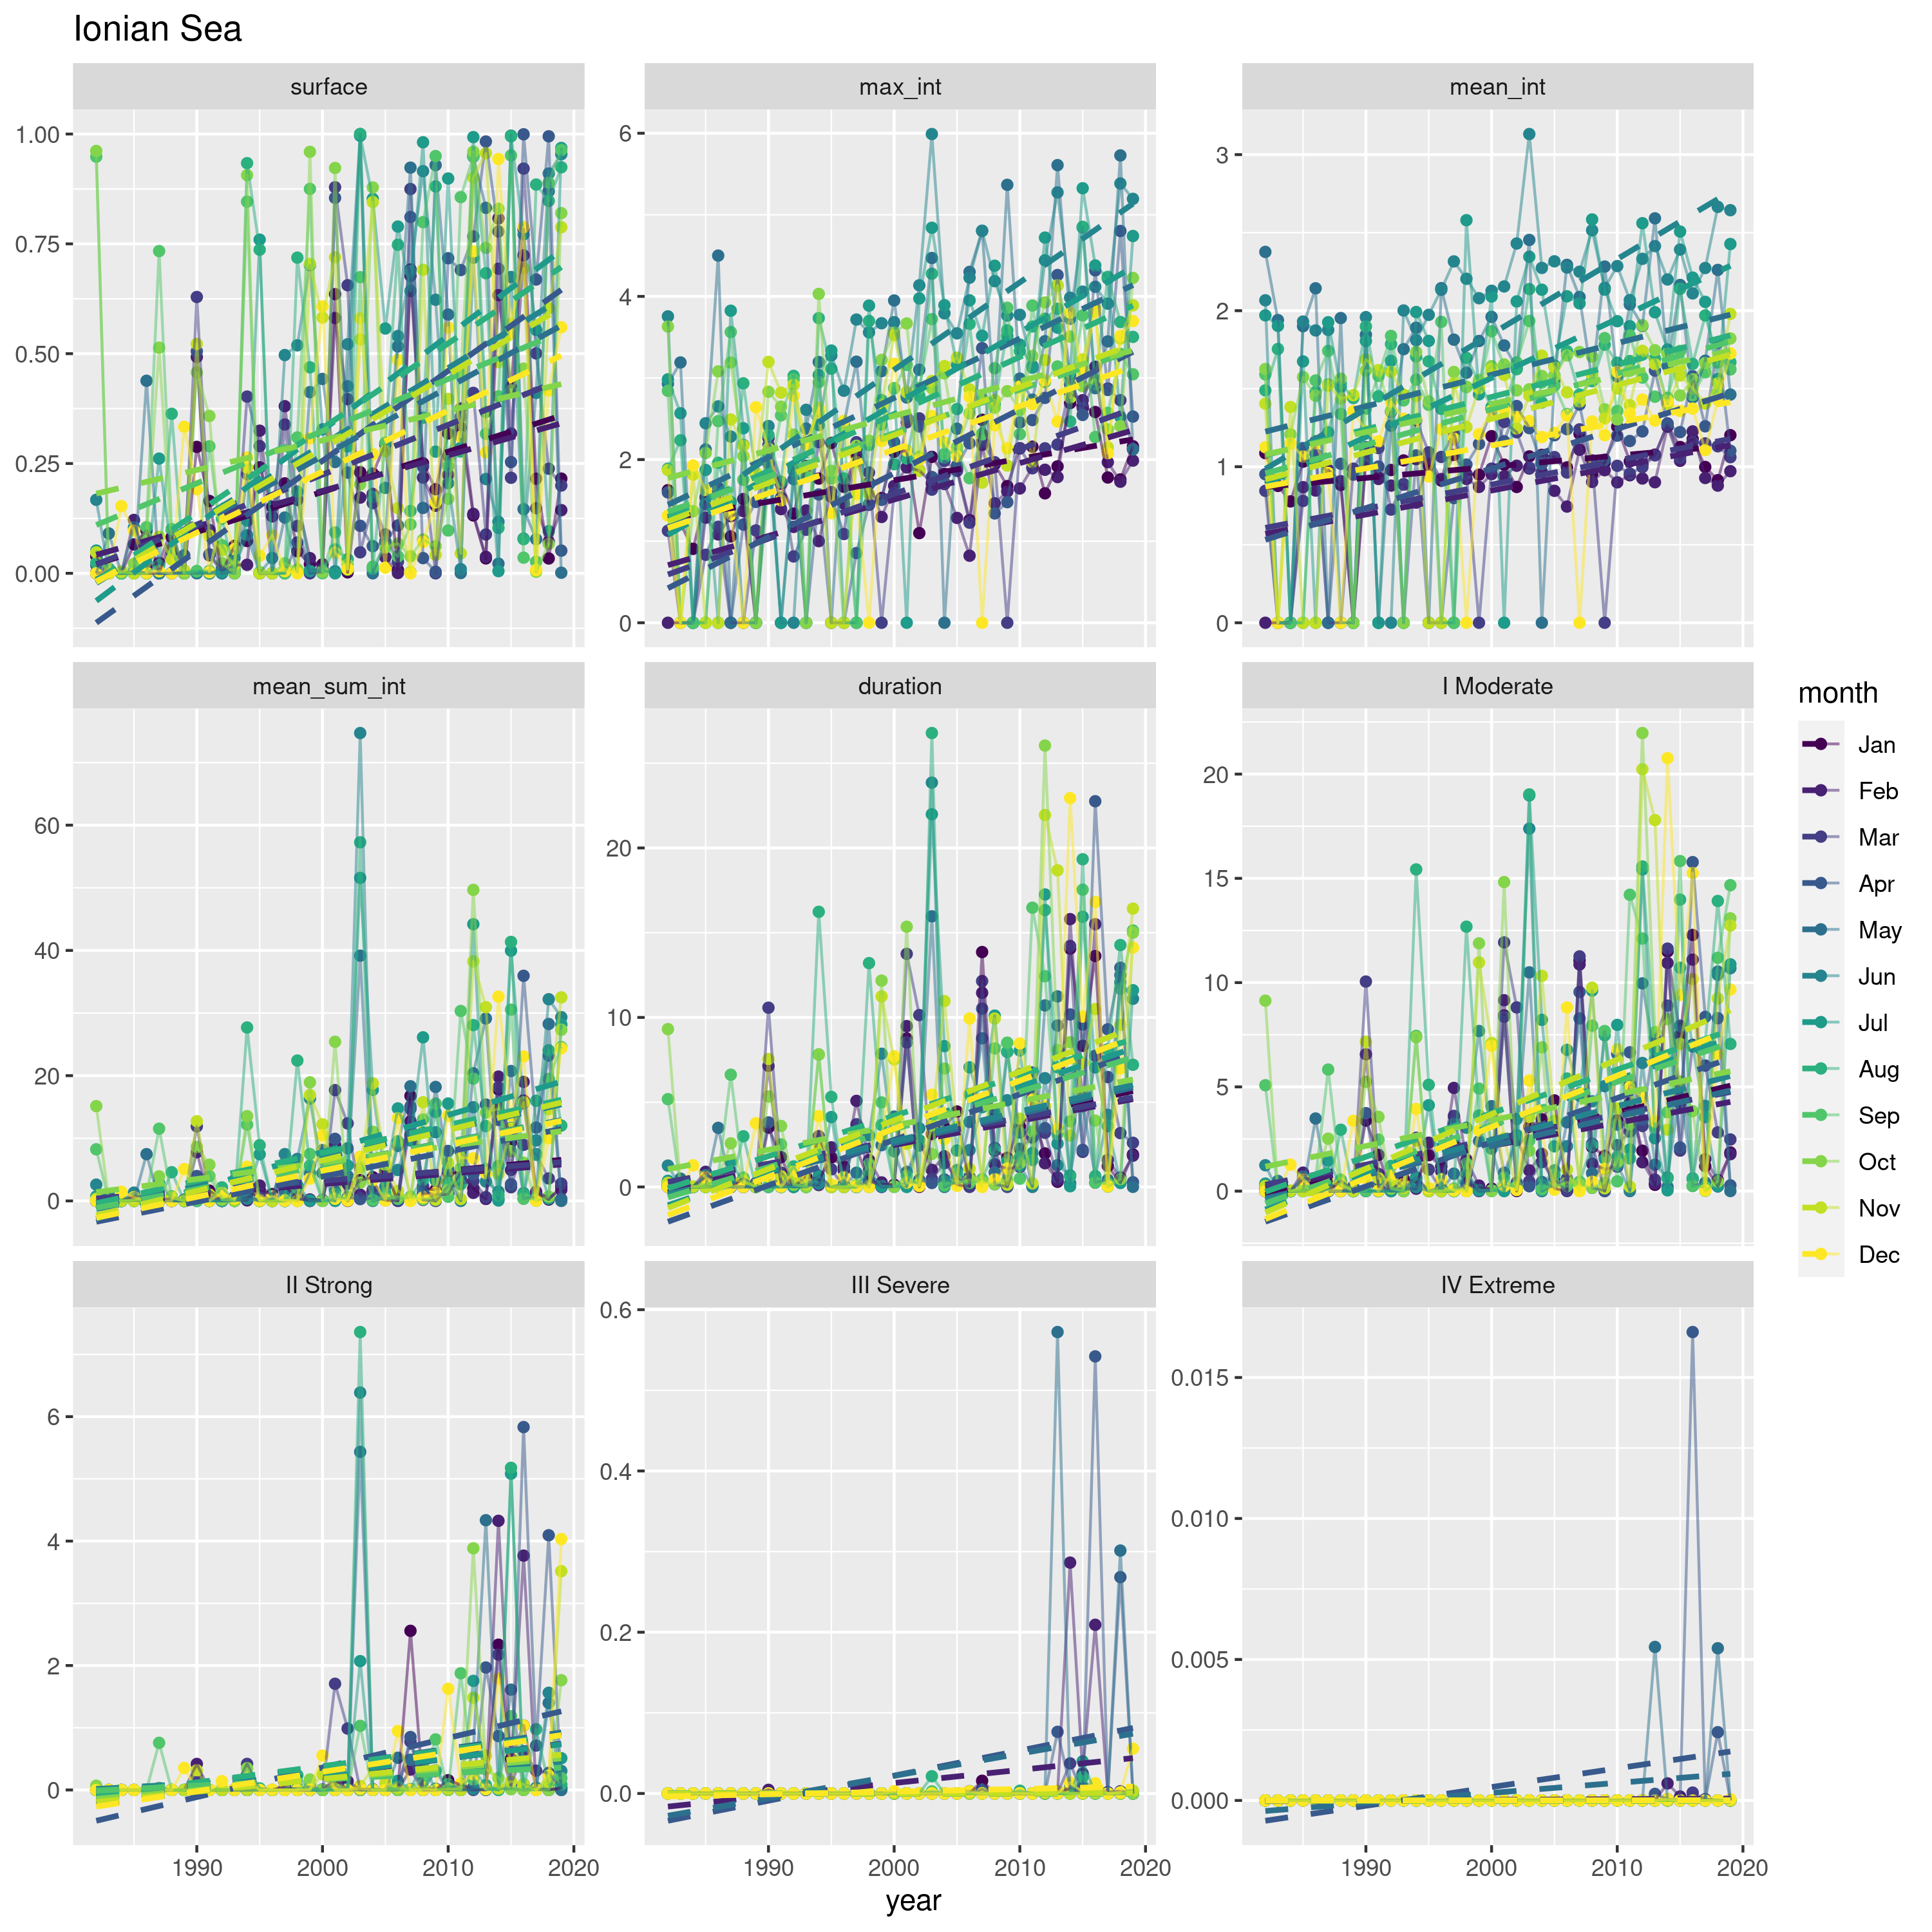 Ionian Sea
surface
max_int
mean_int
1.00
0.75
0.50
0.25
0.00
6
4
2
0
3
2
1
0
mean_sum_int
duration
I Moderate
60
40
20
0
20
10
0
20
15
10
5
0
month
Jan
Feb
Mar
Apr
May
Jun
Jul
Aug
Sep
Oct
Nov
Dec
II Strong
III Severe
IV Extreme
6
4
2
0
0.6
0.4
0.2
0.0
0.015
0.010
0.005
0.000
1990 2000 2010 2020
1990 2000 2010 2020
1990 2000 2010 2020
year